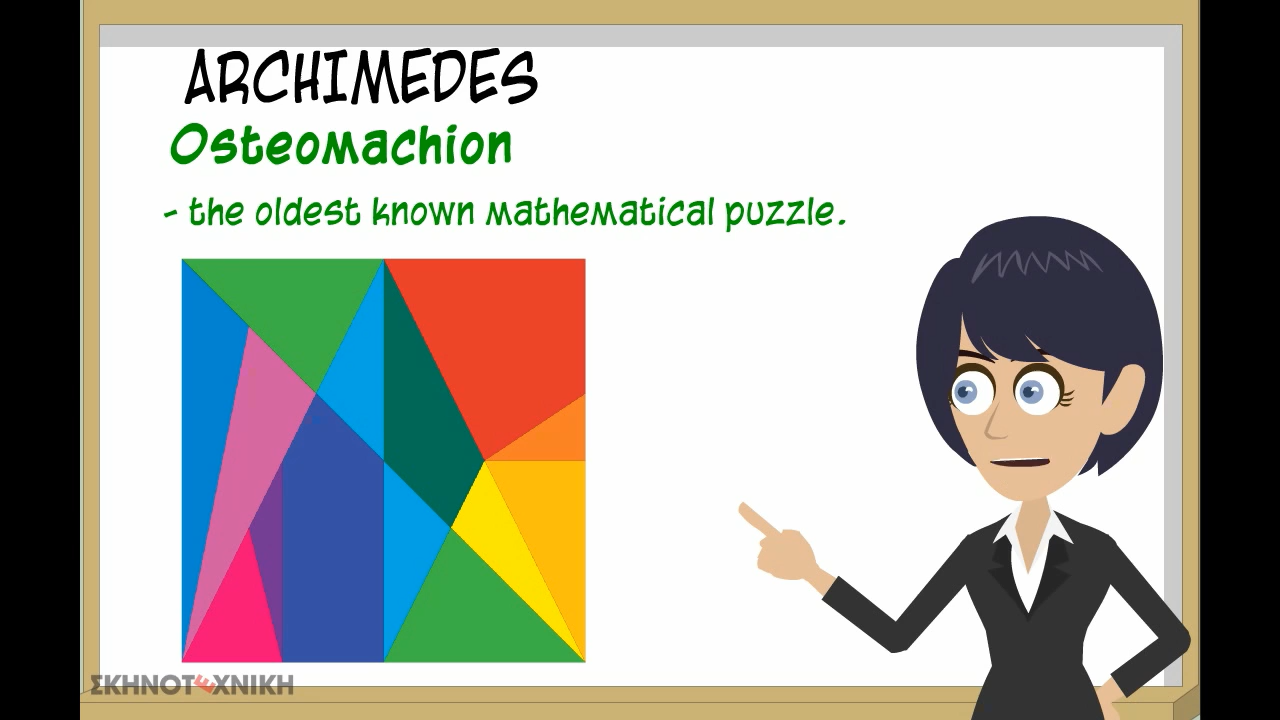 ARCHIMEDES
Osteomachion
- the oldest known mathematical puzzle.
ΣΚΗΝΟΤΕΧΝΙΚΗ